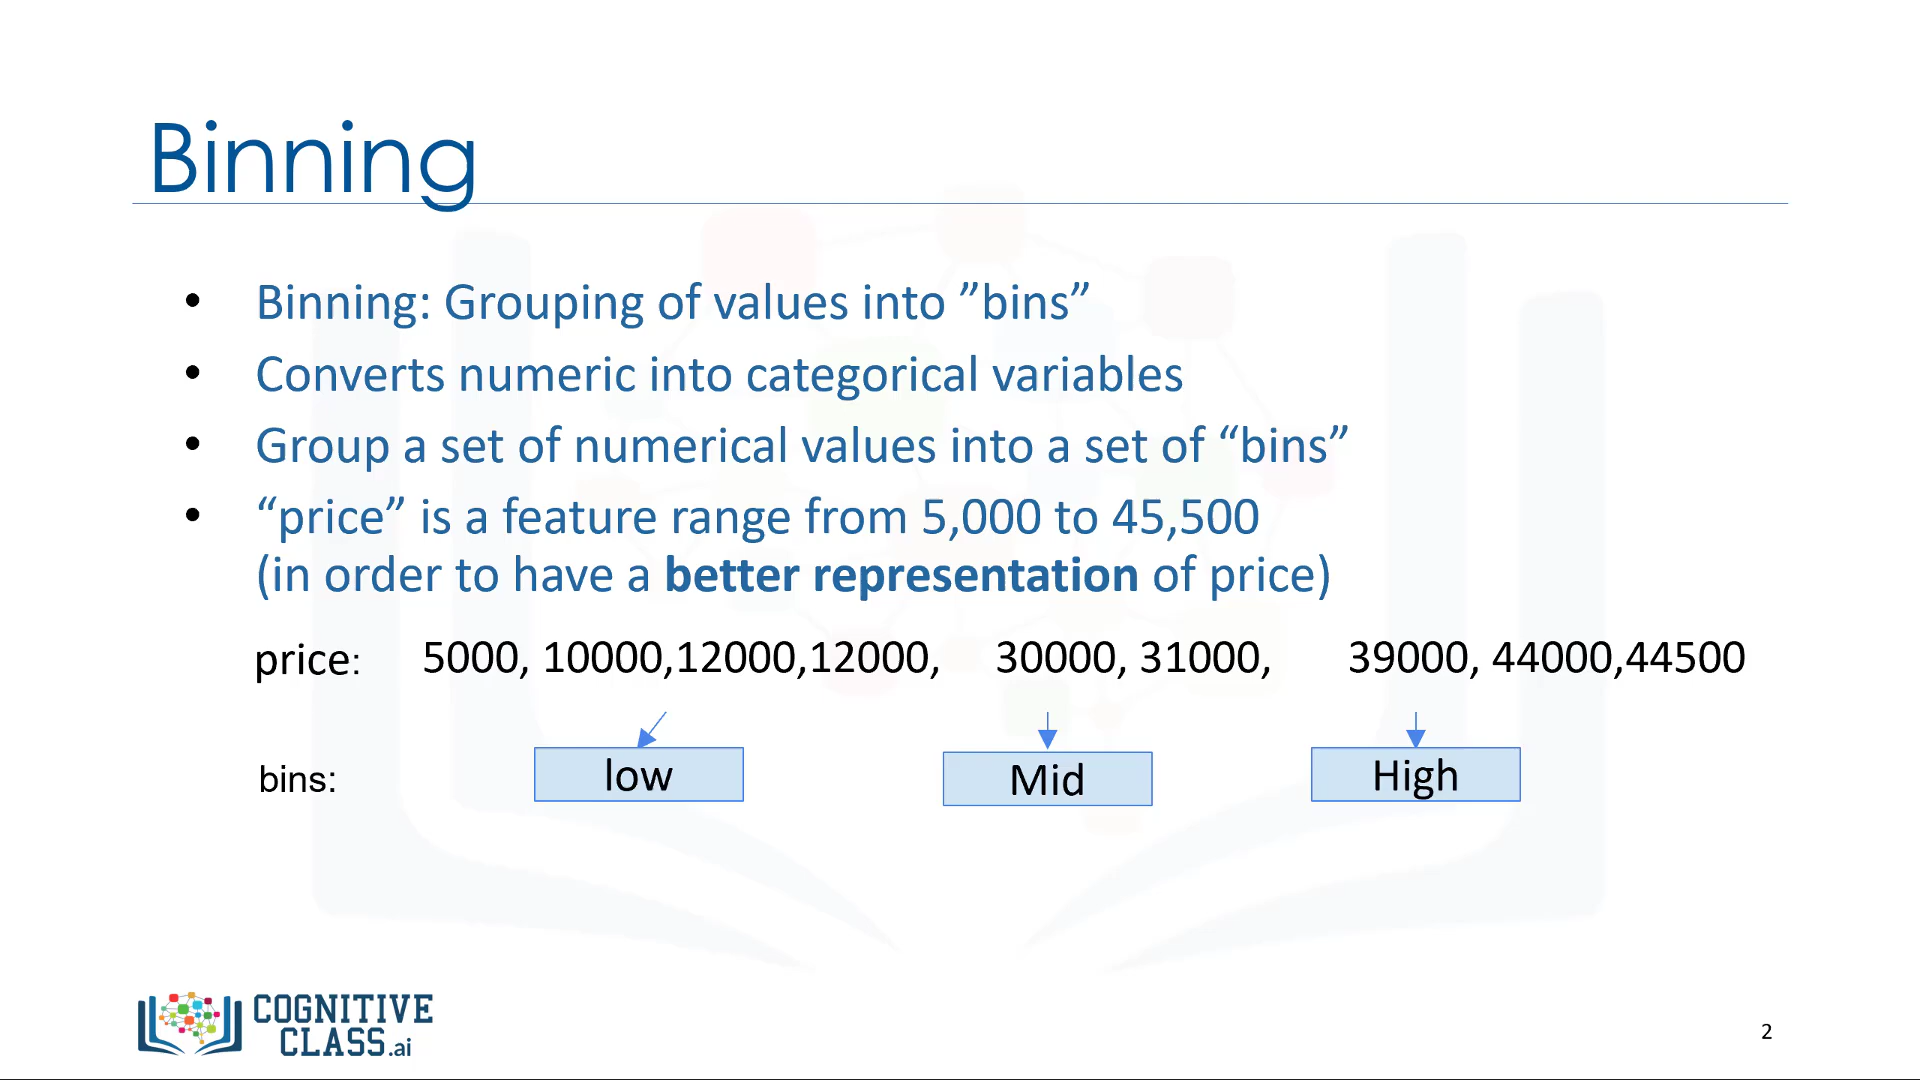 Binning
• Binning: Grouping of values into ”bins”
• Converts numeric into categorical variables
• Group a set of numerical values into a set of “bins”
• “price” is a feature range from 5,000 to 45,500
(in order to have a better representation of price)
price: 5000, 10000,12000,12000, 30000, 31000, 39000, 44000,44500
bins: low Mid High
COGNITIVE
CLASS.ai
2